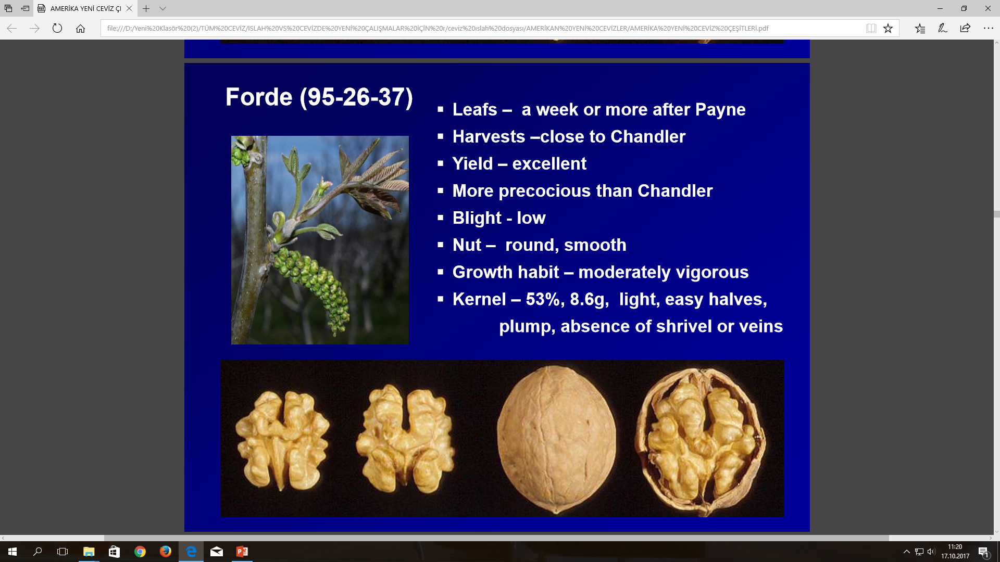 AMERİKA YENİ CEVİZ ÇI
file:///D:/Yeni%20Klasör%20(2)/TÜM%20CEVİZ/ISLAH%20VS%20CEVİZDE%20YENİ%20ÇALIŞMALAR%20İÇİN%20r/ceviz%20ıslah%20dosyası/AMERİKAN%20YENİ%20CEVİZLER/AMERİKA%20YENİ%20CEVİZ%20ÇEŞİTLERİ.pdf
Forde (95-26-37)
▪ Leafs – a week or more after Payne
▪ Harvests –close to Chandler
▪ Yield – excellent
▪ More precocious than Chandler
▪ Blight - low
▪ Nut – round, smooth
▪ Growth habit – moderately vigorous
▪ Kernel – 53%, 8.6g, light, easy halves,
plump, absence of shrivel or veins
11:20
17.10.2017
1